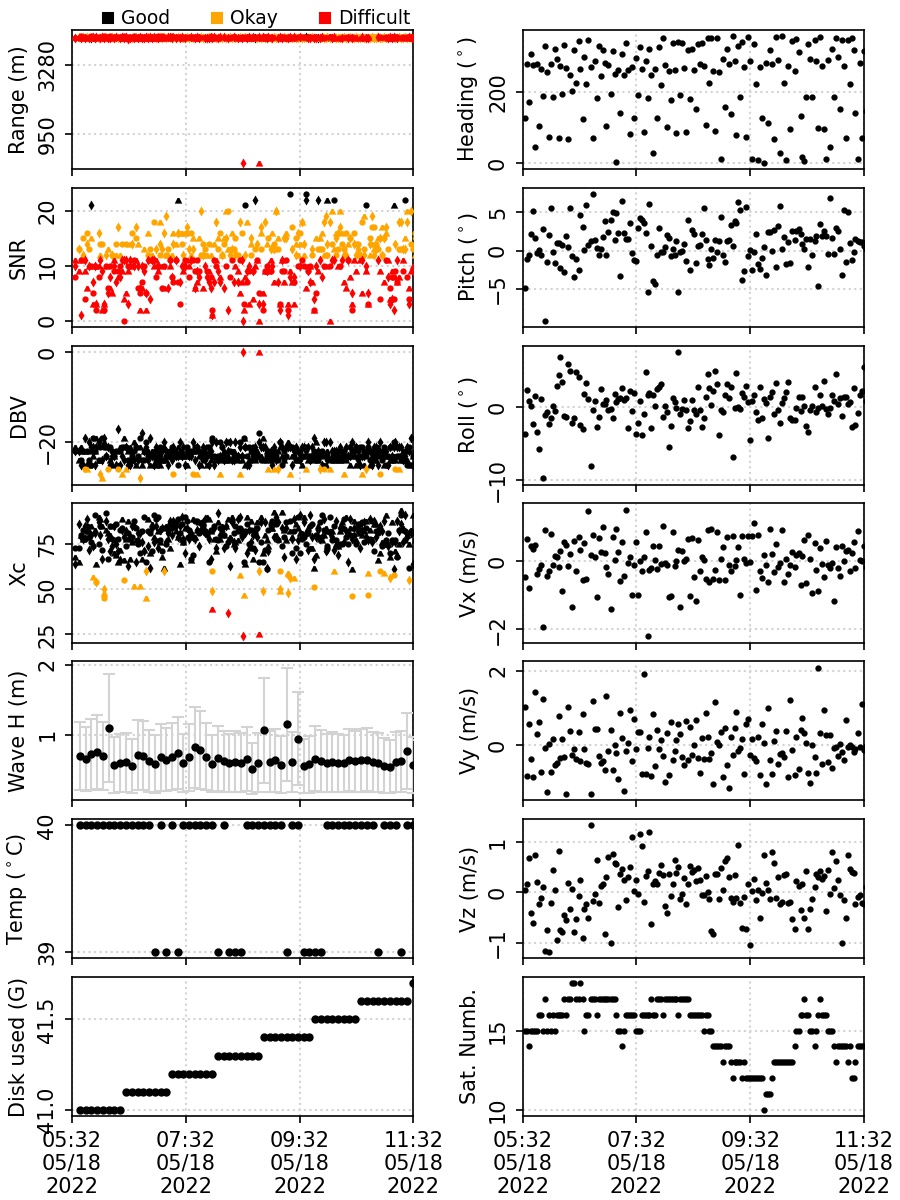 Good Okay Difficult
Range (m)
3280
950
Heading (°)
200
0
SNR
20
10
0
Pitch (°)
5
0
−5
DBV
0
−20
Roll (°)
0
−10
Xc
75
50
25
Vx (m/s)
0
−2
Wave H (m)
2
1
Vy (m/s)
2
0
Temp (°C)
40
39
Vz (m/s)
1
0
−1
Disk used (G)
41.5
41.0
Sat. Numb.
15
10
05:32 07:32 09:32 11:32 05:32 07:32 09:32 11:32
05/18 05/18 05/18 05/18 05/18 05/18 05/18 05/18
2022 2022 2022 2022 2022 2022 2022 2022